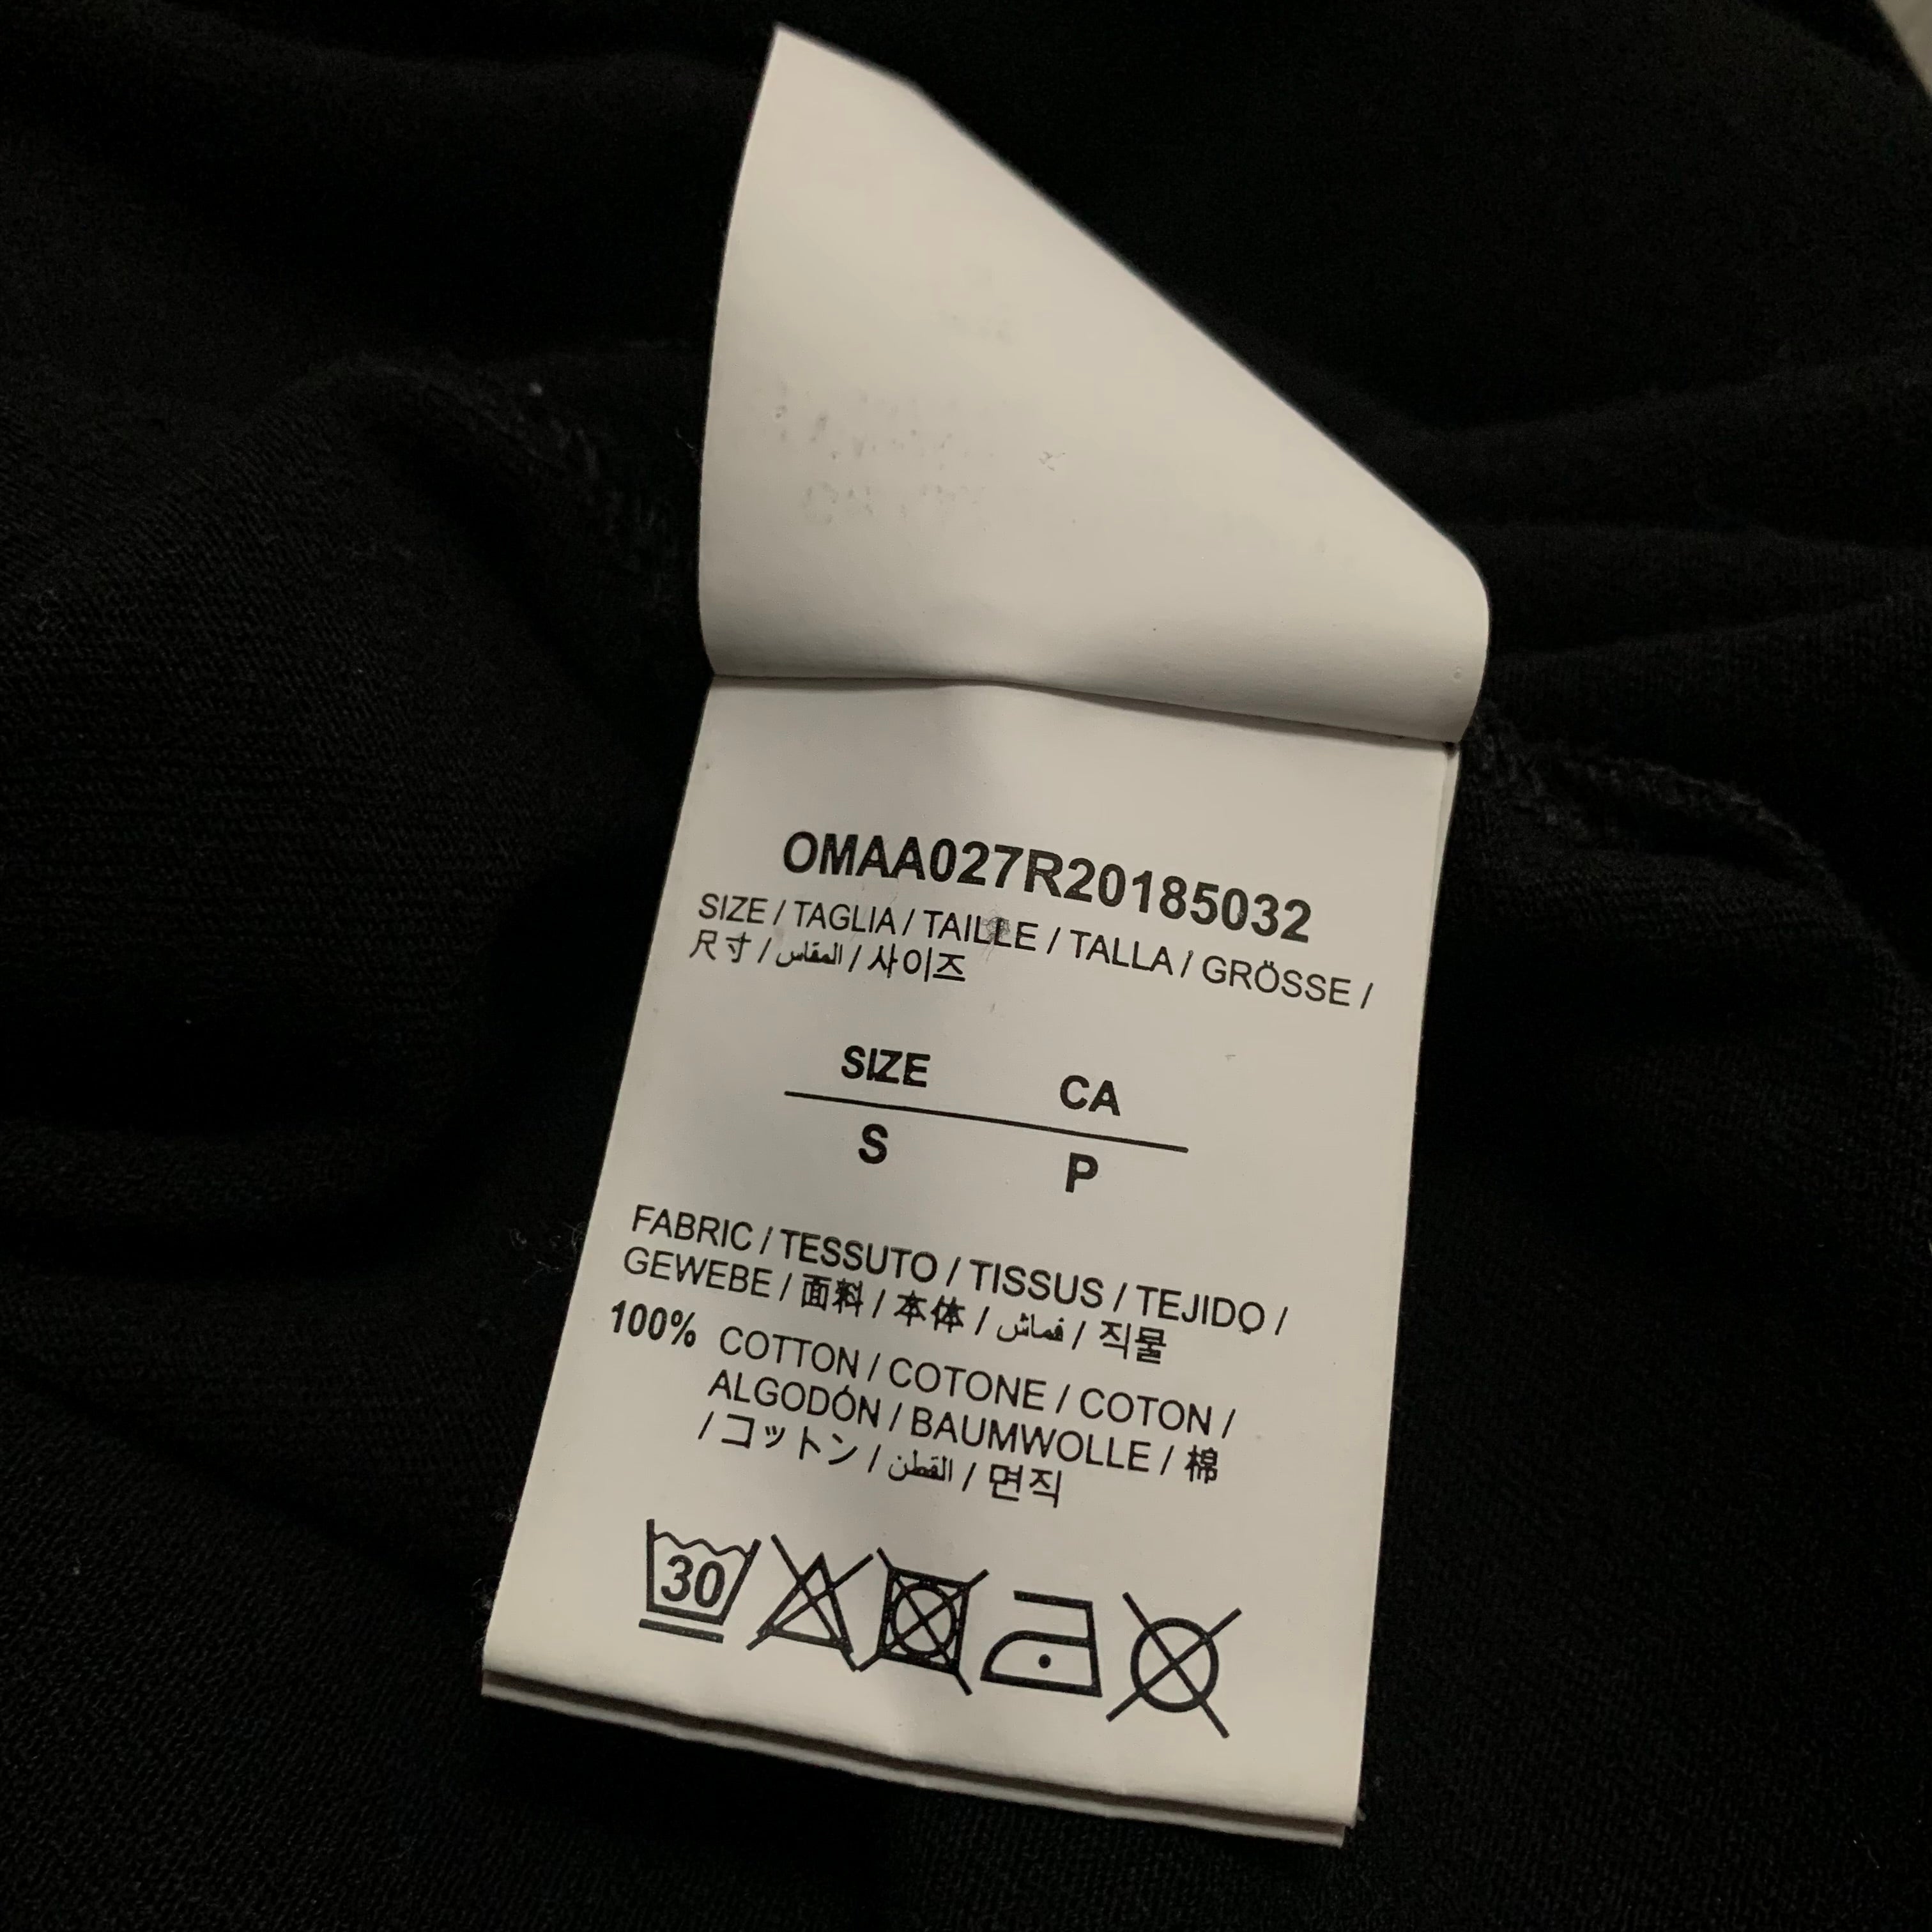 OMAA027R20185032
SIZE / TAGLIA / TAILLE / TALLA / GRÖSSE /
尺寸 / المقاس / 사이즈
SIZE CA
S P
FABRIC / TESSUTO / TISSUS / TEJIDO /
GEWEBE / 面料 / 本体 / قماش / 직물
100% COTTON / COTONE / COTON /
ALGODÓN / BAUMWOLLE / 棉
/ コットン / القطن / 면직
30